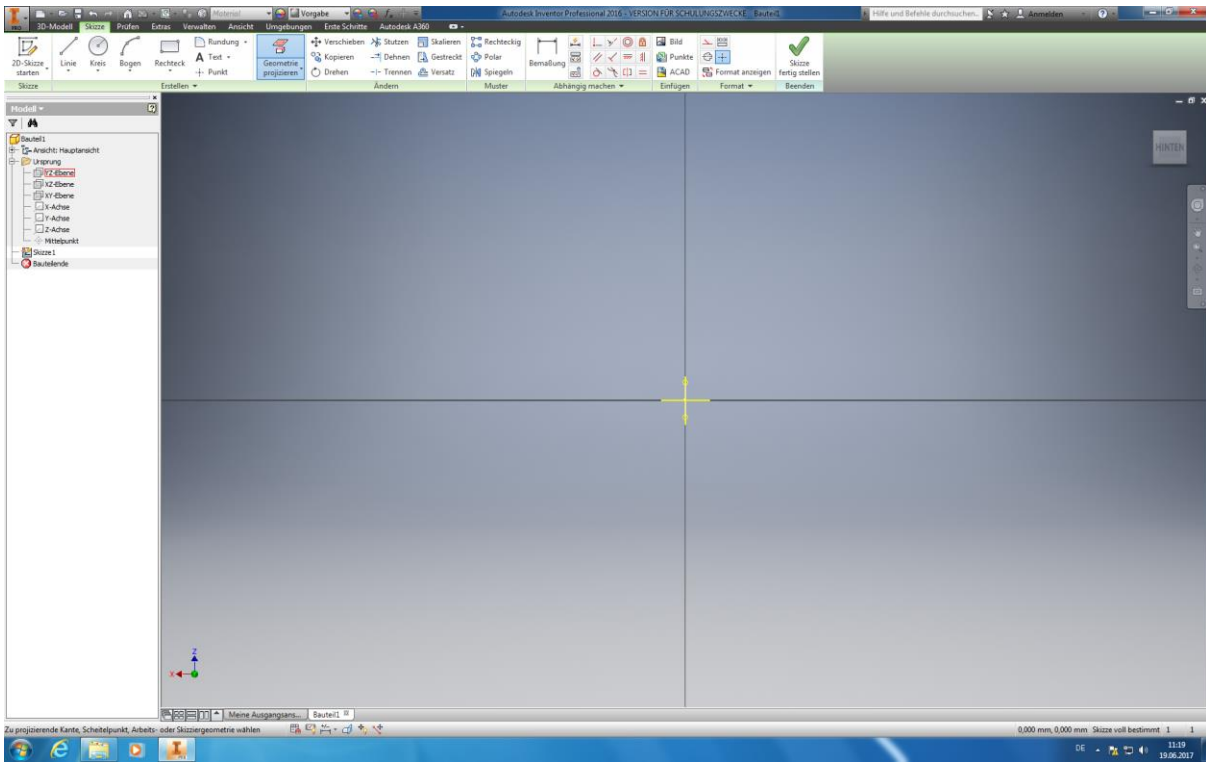 Material Vorgabe Autodesk Inventor Professional 2016 - VERSION FÜR SCHULUNGSZWECKE Bauteil1 Hilfe und Befehle durchsuchen... Anmelden
PRO 3D-Modell Skizze Prüfen Extras Verwalten Ansicht Umgebungen Erste Schritte Autodesk A360
Rundung Verschieben Stutzen Skalieren Rechteckig Bild
2D-Skizze starten Linie Kreis Bogen Rechteck Text Geometrie projizieren Kopieren Dehnen Gestreckt Polar Bemaßung Punkte Skizze fertig stellen
Punkt Drehen Trennen Versatz Spiegeln ACAD Format anzeigen
Skizze Erstellen Ändern Muster Abhängig machen Einfügen Format Beenden
Modell
Bauteil1
Ansicht: Hauptansicht
Ursprung
YZ-Ebene
XZ-Ebene
XY-Ebene
X-Achse
Y-Achse
Z-Achse
Mittelpunkt
Skizze1
Bauteilende
HINTEN
Z
X
Meine Ausgangsans... Bauteil1
Zu projizierende Kante, Scheitelpunkt, Arbeits- oder Skizziergeometrie wählen 0,000 mm, 0,000 mm Skizze voll bestimmt 1 1
DE 11:19
19.06.2017